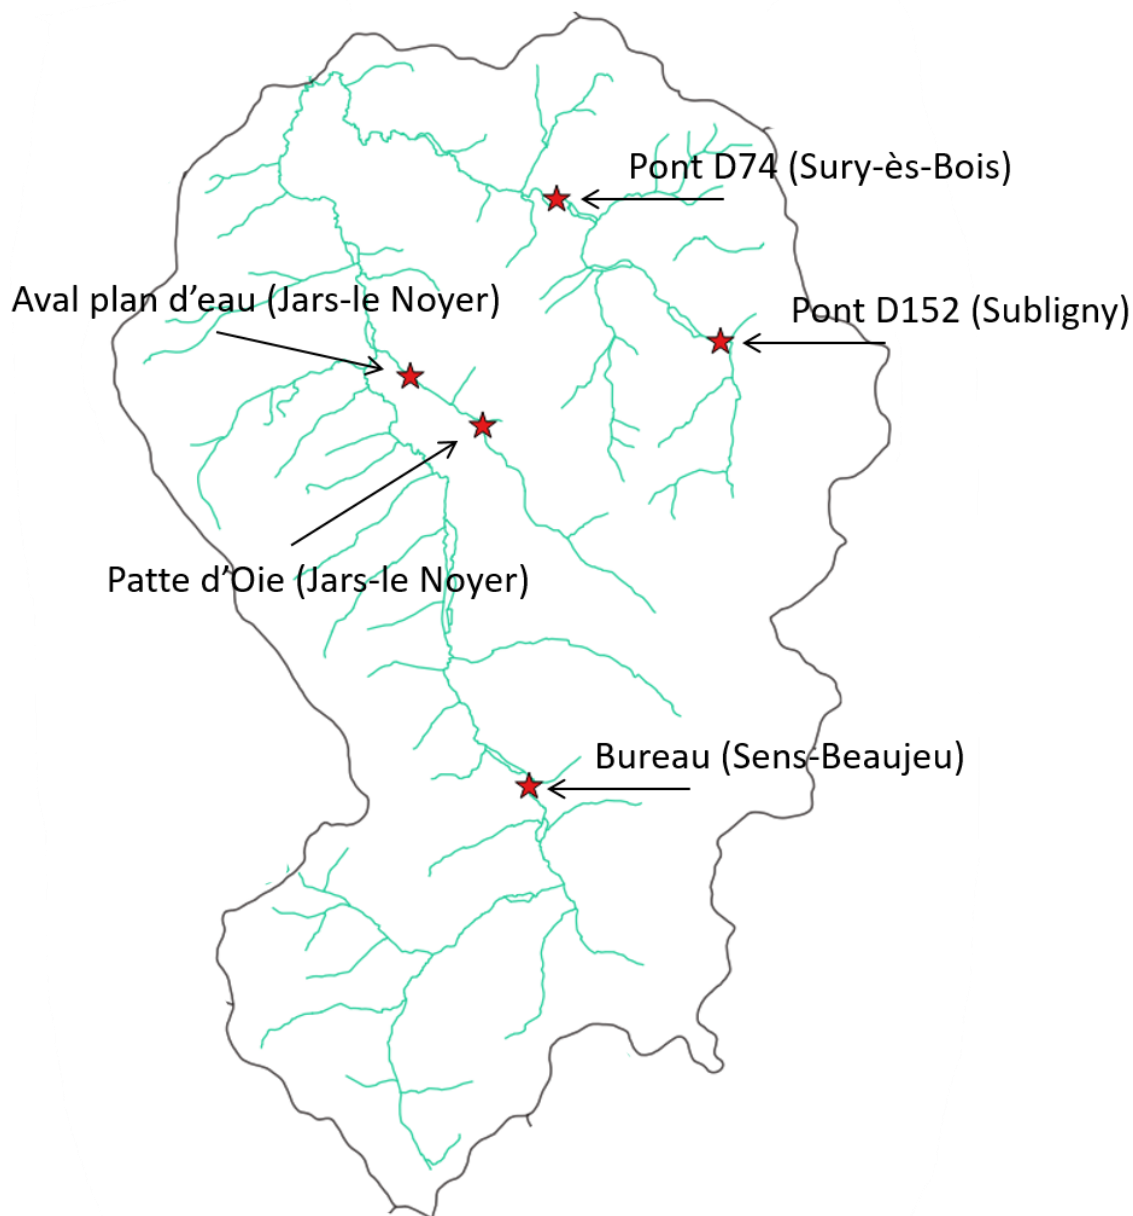 Pont D74 (Sury-ès-Bois)
Aval plan d’eau (Jars-le Noyer)
Pont D152 (Subligny)
Patte d’Oie (Jars-le Noyer)
Bureau (Sens-Beaujeu)